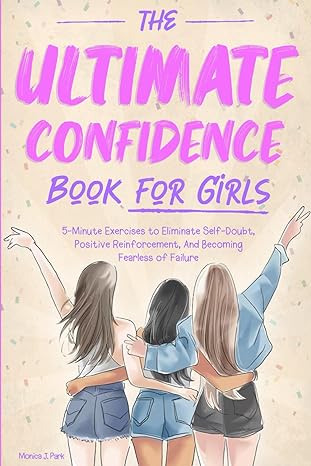 THE
ULTIMATE
CONFIDENCE
BOOK FOR GIRLS
5-Minute Exercises to Eliminate Self-Doubt,
Positive Reinforcement, And Becoming
Fearless of Failure
Monica J. Park